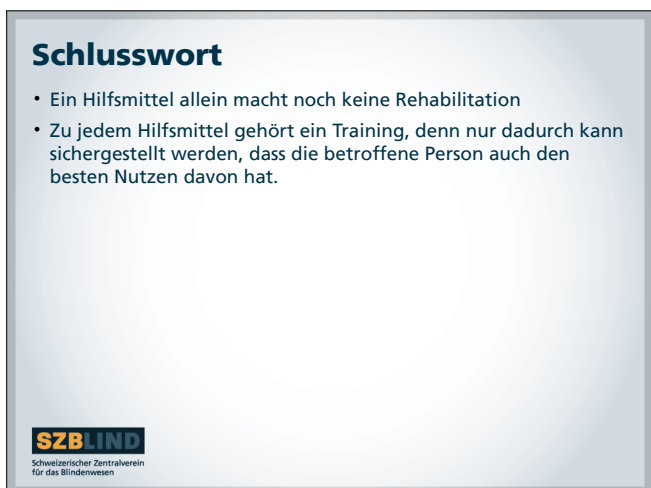 Schlusswort
• Ein Hilfsmittel allein macht noch keine Rehabilitation
• Zu jedem Hilfsmittel gehört ein Training, denn nur dadurch kann
sichergestellt werden, dass die betroffene Person auch den
besten Nutzen davon hat.
SZBLIND
Schweizerischer Zentralverein
für das Blindenwesen